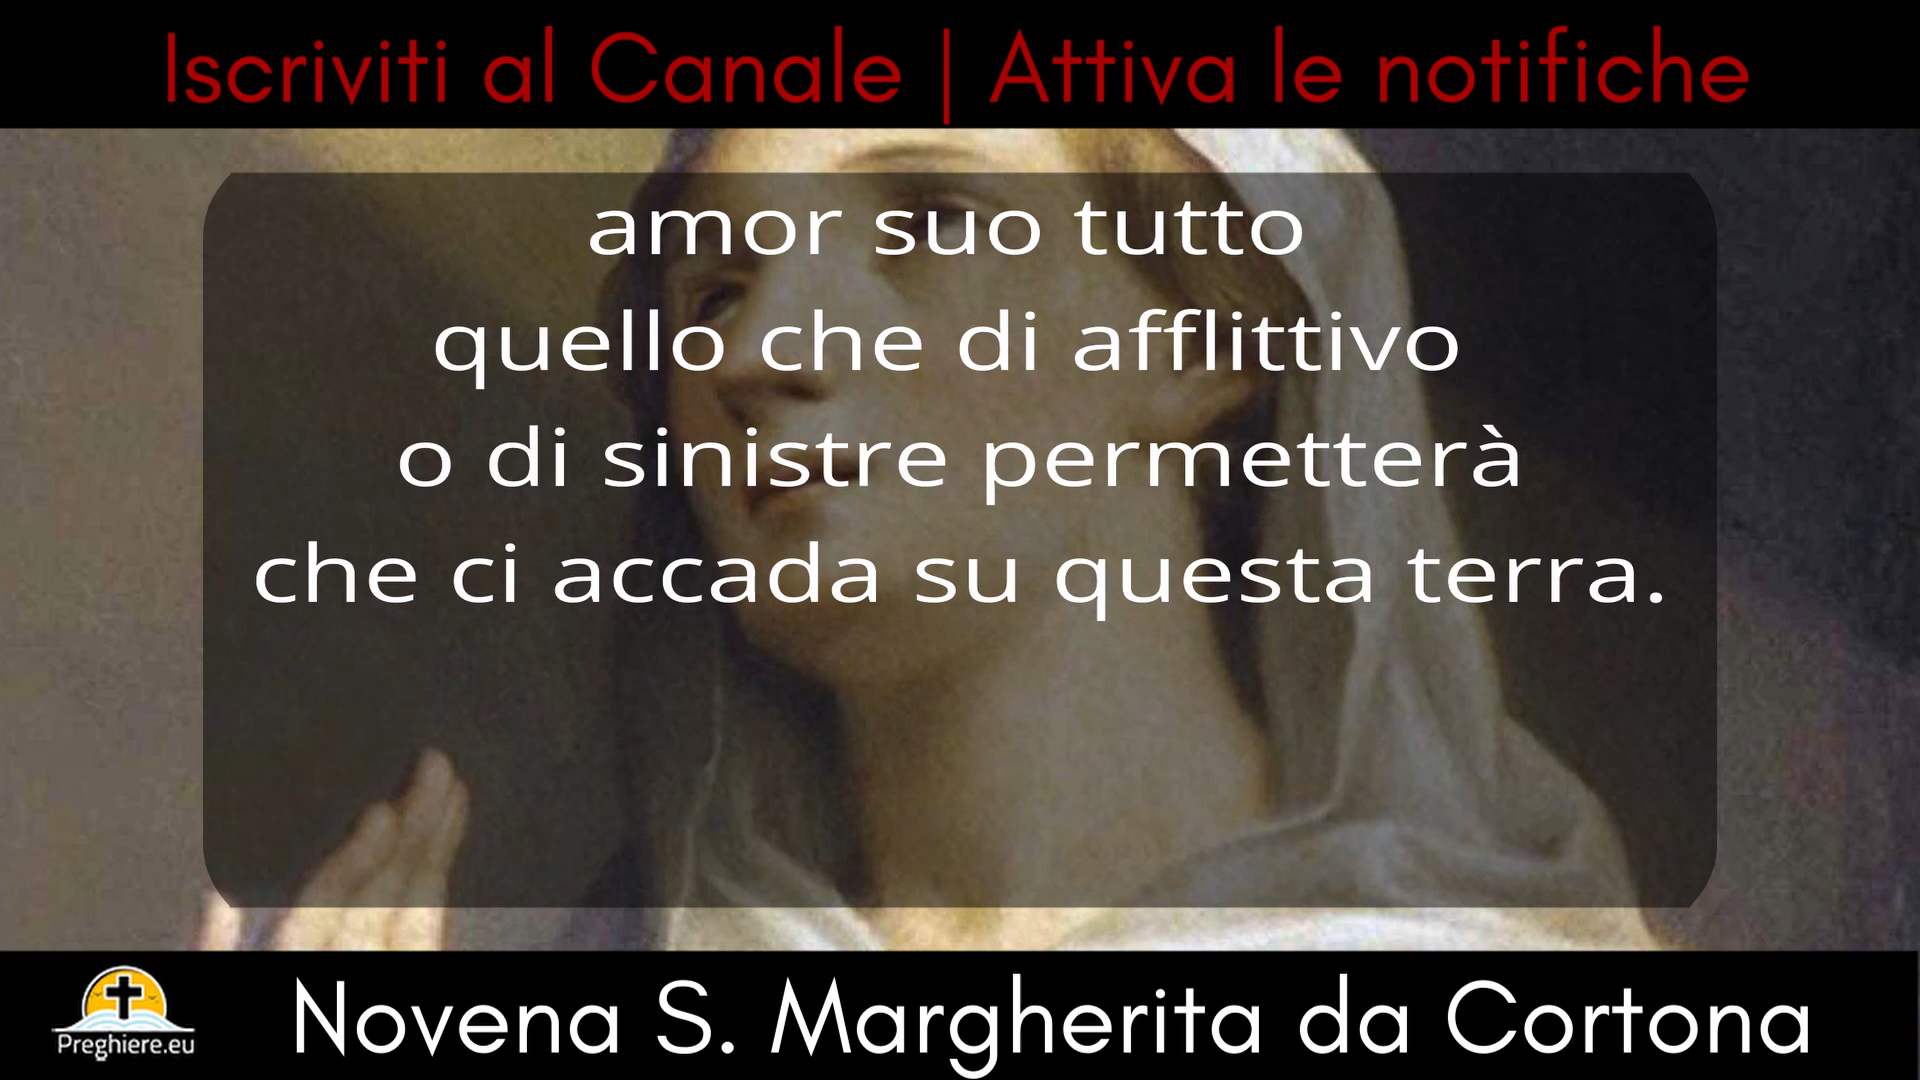 Iscriviti al Canale | Attiva le notifiche
amor suo tutto
quello che di afflittivo
o di sinistre permetterà
che ci accada su questa terra.
Preghiere.eu
Novena S. Margherita da Cortona